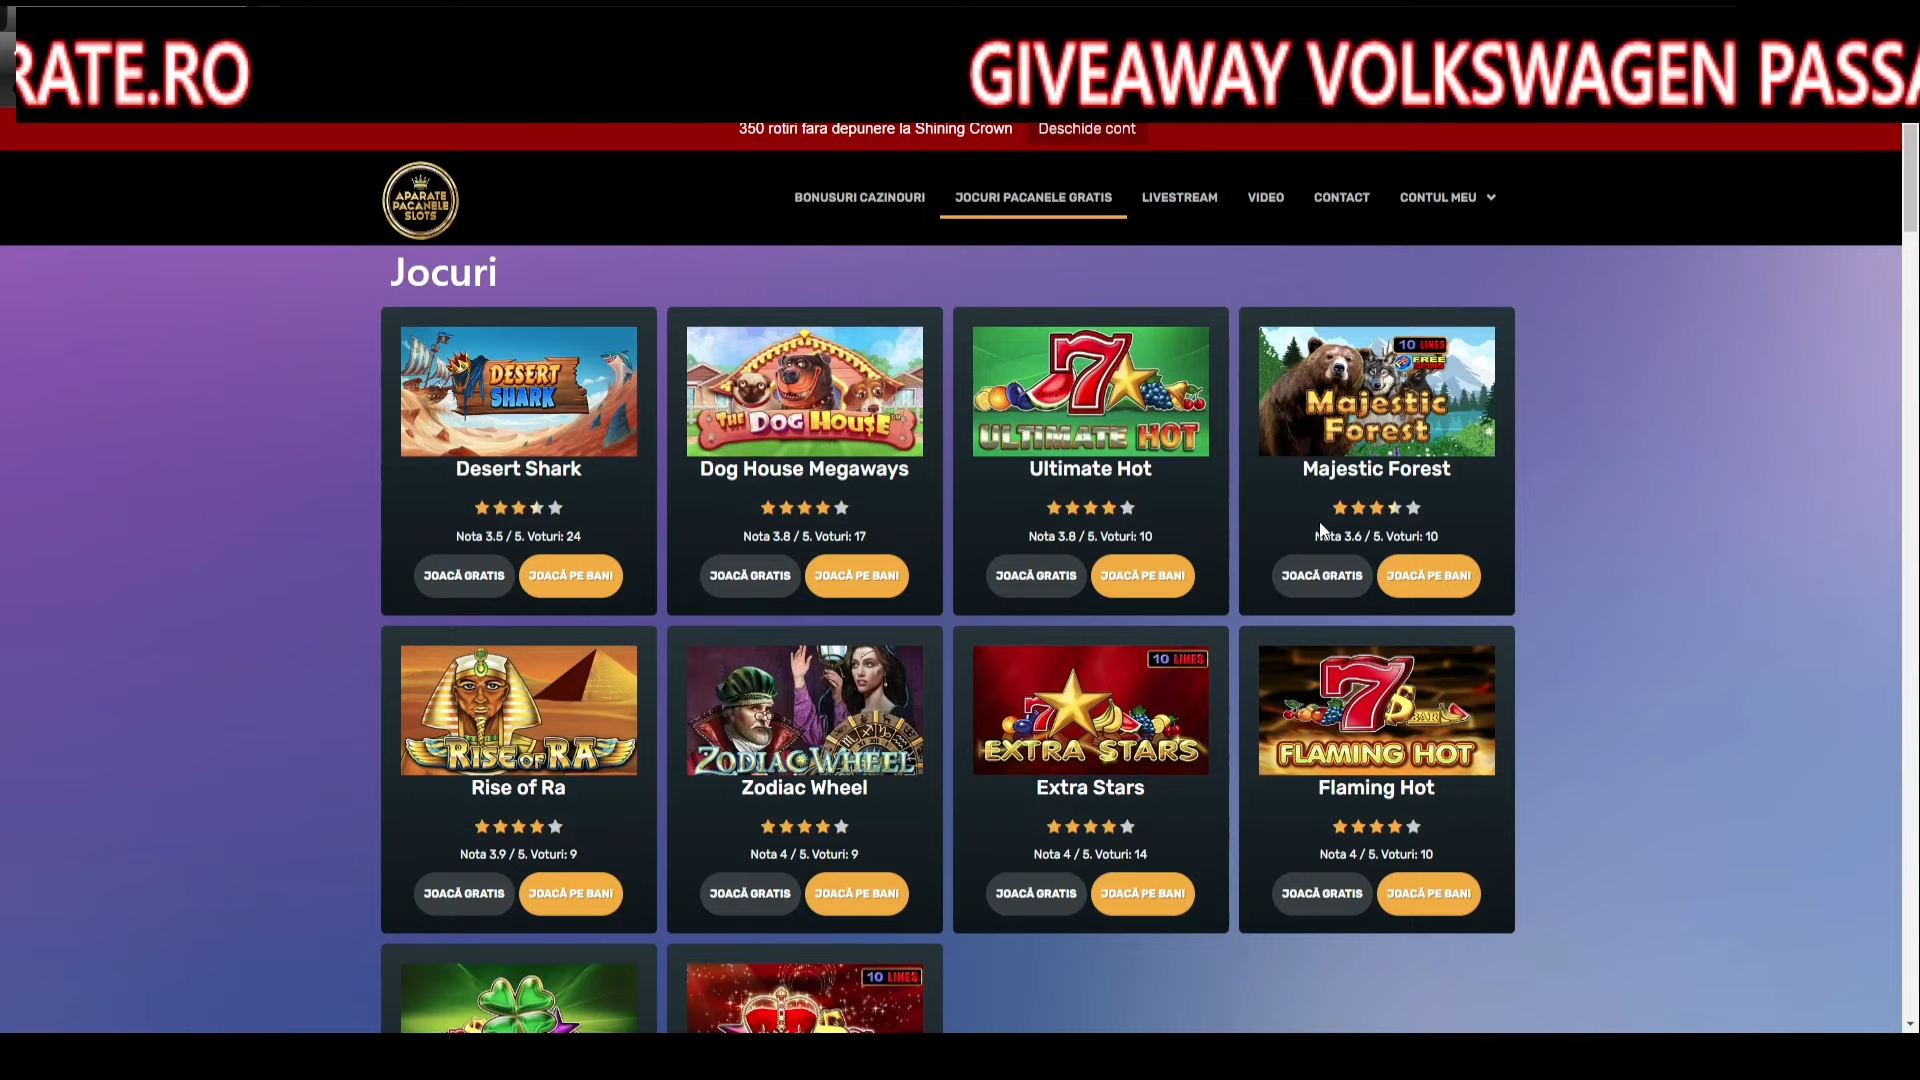 RATE.RO GIVEAWAY VOLKSWAGEN PASSA
350 rotiri fara depunere la Shining Crown Deschide cont
APARATE
PACANELE
SLOTS
BONUSURI CAZINOURI JOCURI PACANELE GRATIS LIVESTREAM VIDEO CONTACT CONTUL MEU
Jocuri
DESERT
SHARK
THE DOG HOUSE™
7
ULTIMATE HOT
10 LINES
FREE
Majestic
Forest
Desert Shark
Dog House Megaways
Ultimate Hot
Majestic Forest
Nota 3.5 / 5. Voturi: 24
Nota 3.8 / 5. Voturi: 17
Nota 3.8 / 5. Voturi: 10
Nota 3.6 / 5. Voturi: 10
JOACĂ GRATIS JOACĂ PE BANI
JOACĂ GRATIS JOACĂ PE BANI
JOACĂ GRATIS JOACĂ PE BANI
JOACĂ GRATIS JOACĂ PE BANI
RISE OF RA
ZODIAC WHEEL
10 LINES
7
EXTRA STARS
7
BAR
FLAMING HOT
Rise of Ra
Zodiac Wheel
Extra Stars
Flaming Hot
Nota 3.9 / 5. Voturi: 9
Nota 4 / 5. Voturi: 9
Nota 4 / 5. Voturi: 14
Nota 4 / 5. Voturi: 10
JOACĂ GRATIS JOACĂ PE BANI
JOACĂ GRATIS JOACĂ PE BANI
JOACĂ GRATIS JOACĂ PE BANI
JOACĂ GRATIS JOACĂ PE BANI
10 LINES